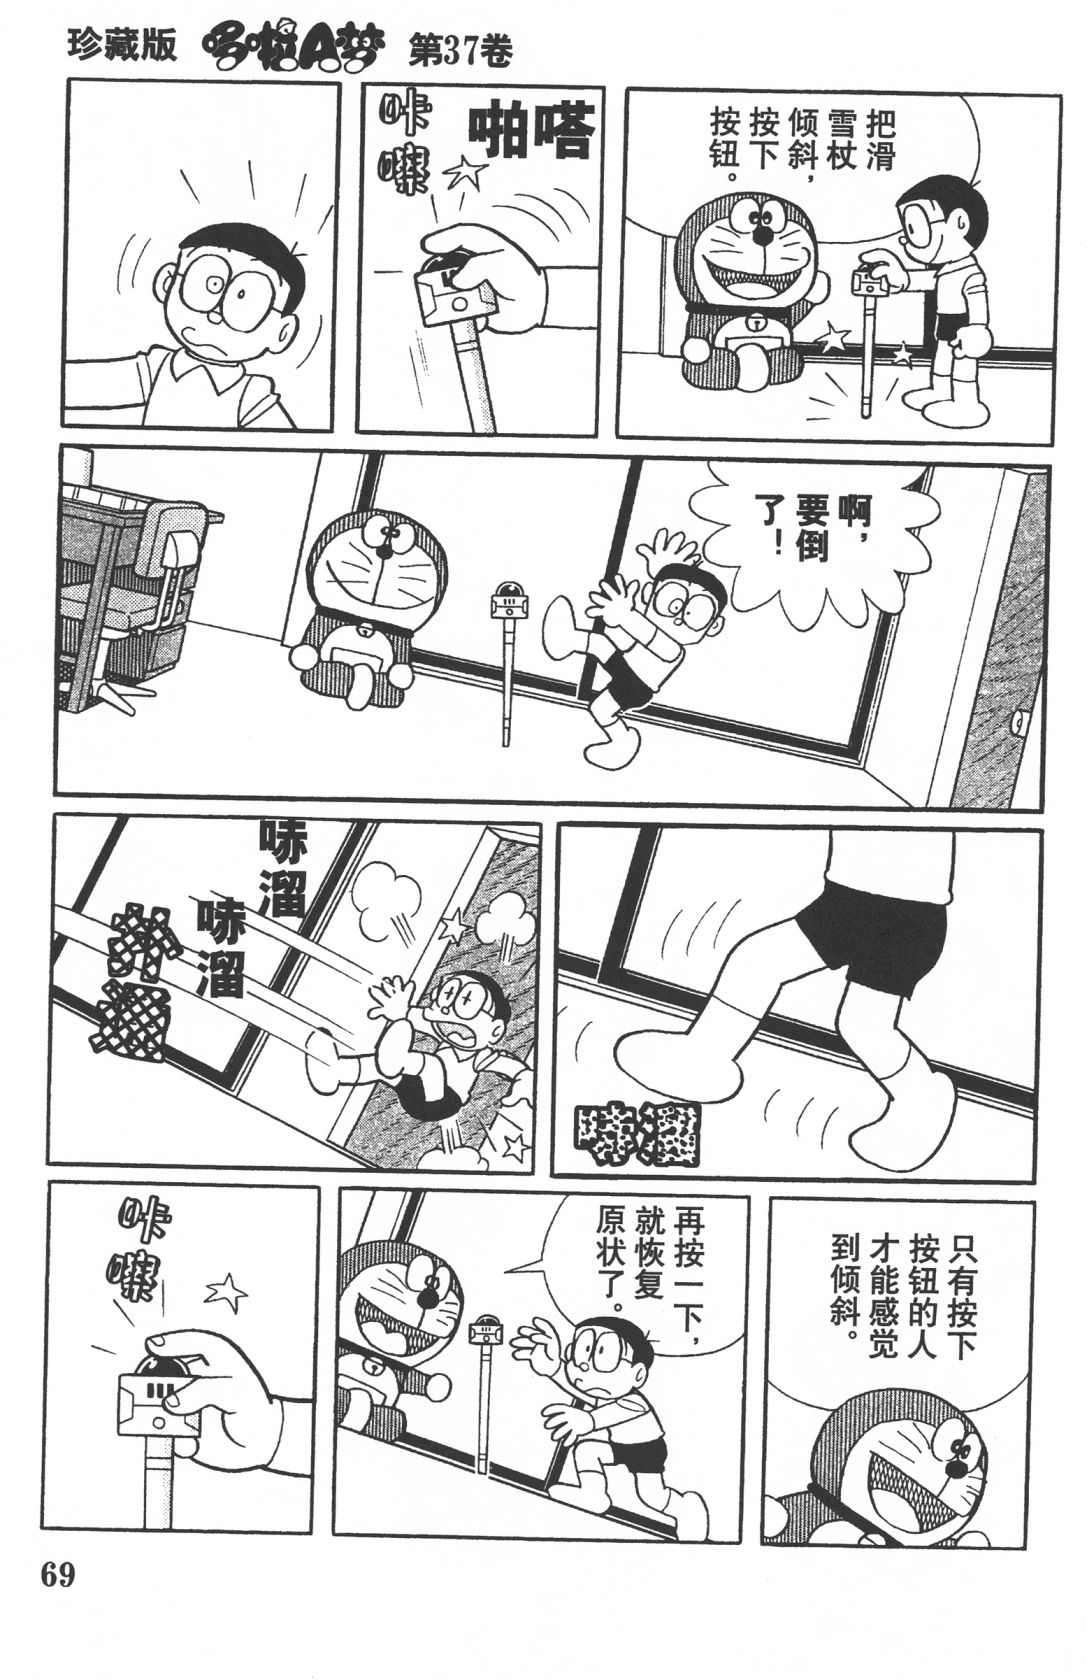 珍藏版 哆啦A梦 第37卷
把滑
雪杖
倾斜，
按下
按钮。
啪嗒
咔嚓
啊，
要倒
了！
哧溜
哧溜
哧溜
只有按下
按钮的人
才能感觉
到倾斜。
再按一下，
就恢复
原状了。
咔嚓
69